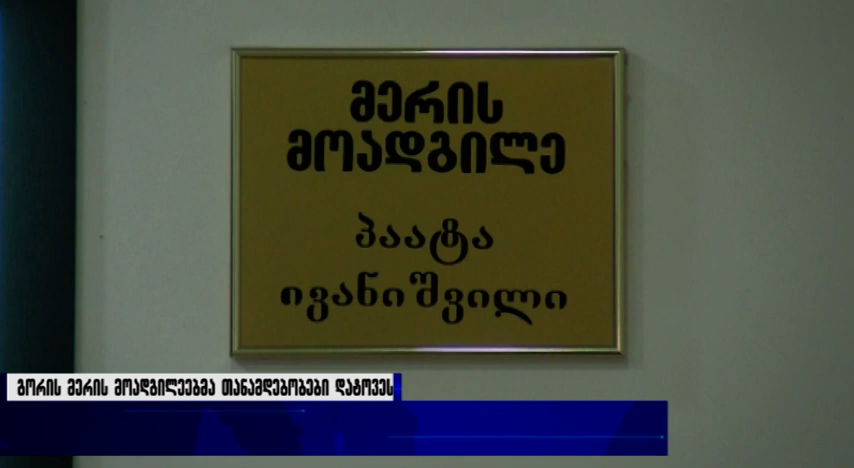 მერის
მოადგილე
პაატა
ივანიშვილი
გორის მერის მოადგილეებმა თანამდებობები დატოვეს